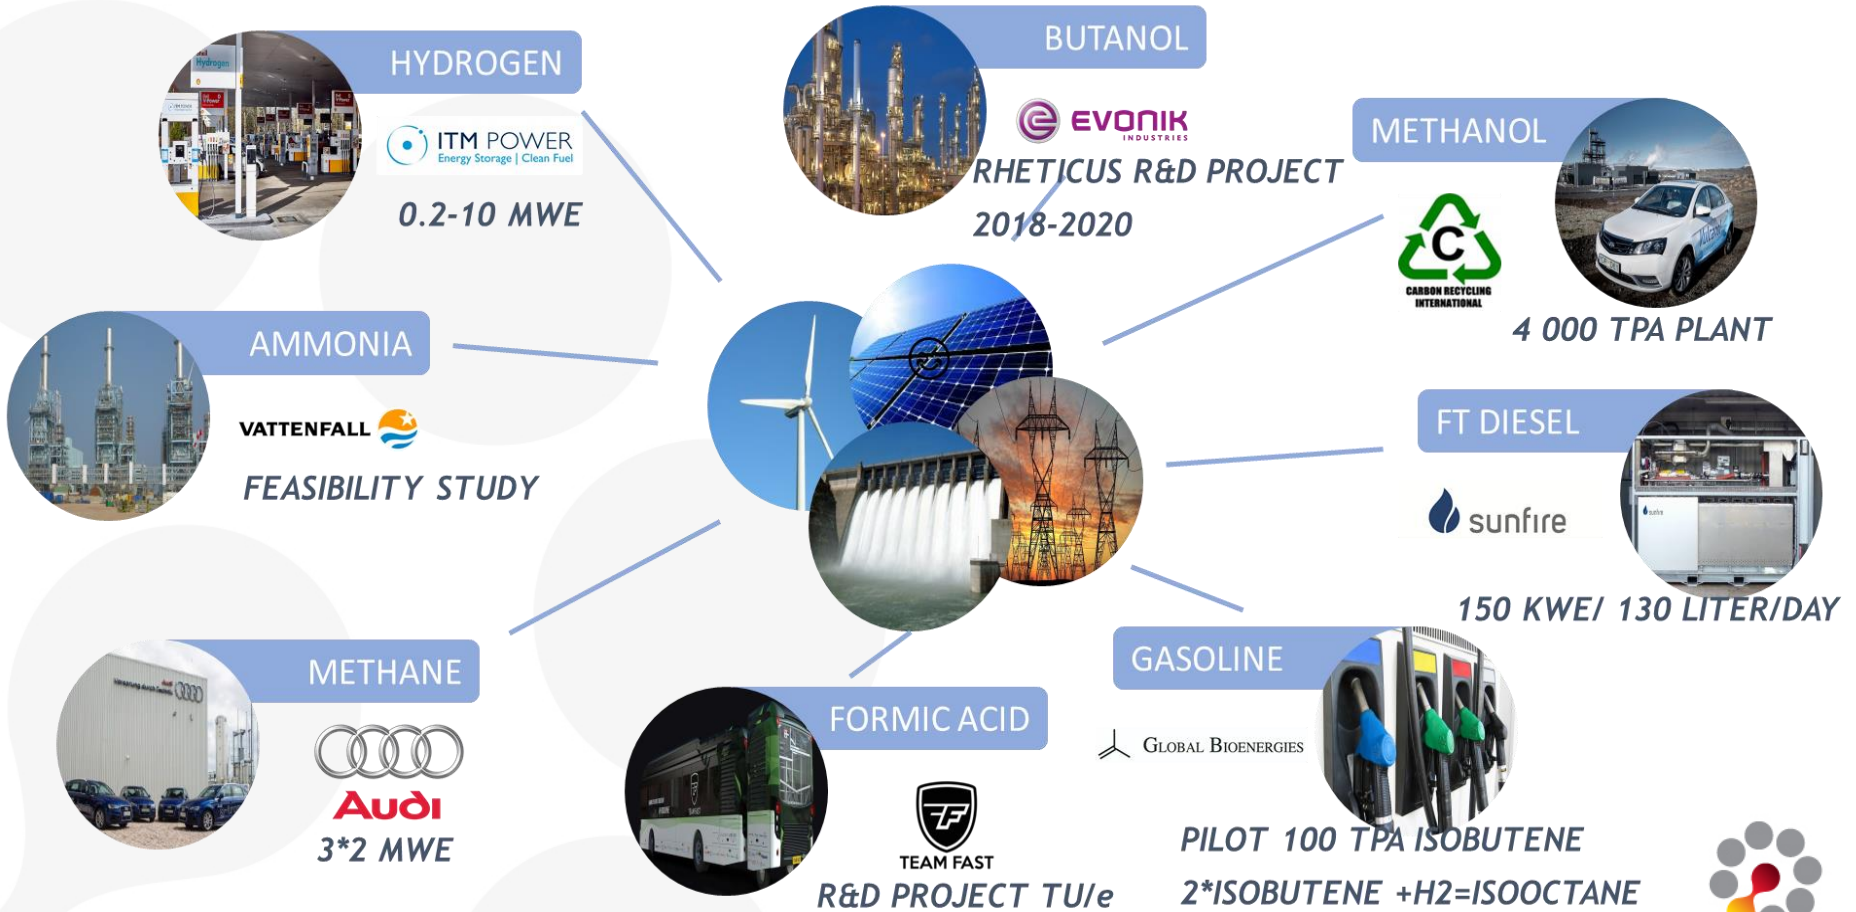 HYDROGEN
Hydrogen
ITM POWER
Energy Storage | Clean Fuel
0.2-10 MWE
BUTANOL
EVONIK
INDUSTRIES
RHETICUS R&D PROJECT
2018-2020
METHANOL
C
CARBON RECYCLING
INTERNATIONAL
4 000 TPA PLANT
AMMONIA
VATTENFALL
FEASIBILITY STUDY
FT DIESEL
sunfire
sunfire
150 KWE/ 130 LITER/DAY
METHANE
Audi
Audi
3*2 MWE
FORMIC ACID
TEAM FAST
R&D PROJECT TU/e
GASOLINE
GLOBAL BIOENERGIES
PILOT 100 TPA ISOBUTENE
2*ISOBUTENE +H2=ISOOCTANE